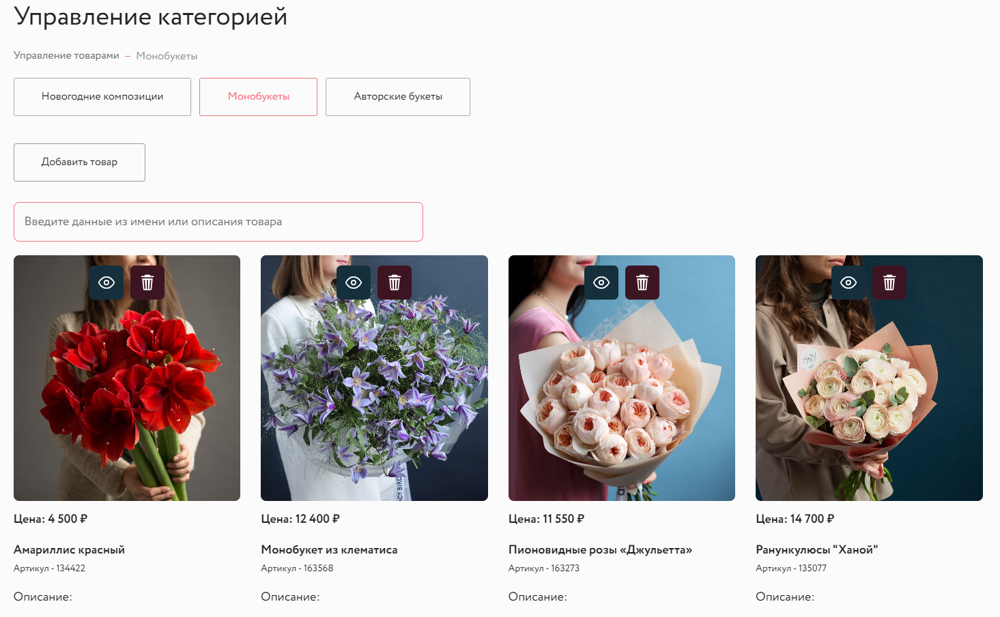 Управление категорией
Управление товарами – Монобукеты
Новогодние композиции
Монобукеты
Авторские букеты
Добавить товар
Введите данные из имени или описания товара
Цена: 4 500 ₽
Амариллис красный
Артикул - 134422
Описание:
Цена: 12 400 ₽
Монобукет из клематиса
Артикул - 163568
Описание:
Цена: 11 550 ₽
Пионовидные розы «Джульетта»
Артикул - 163273
Описание:
Цена: 14 700 ₽
Ранункулюсы "Ханой"
Артикул - 135077
Описание: